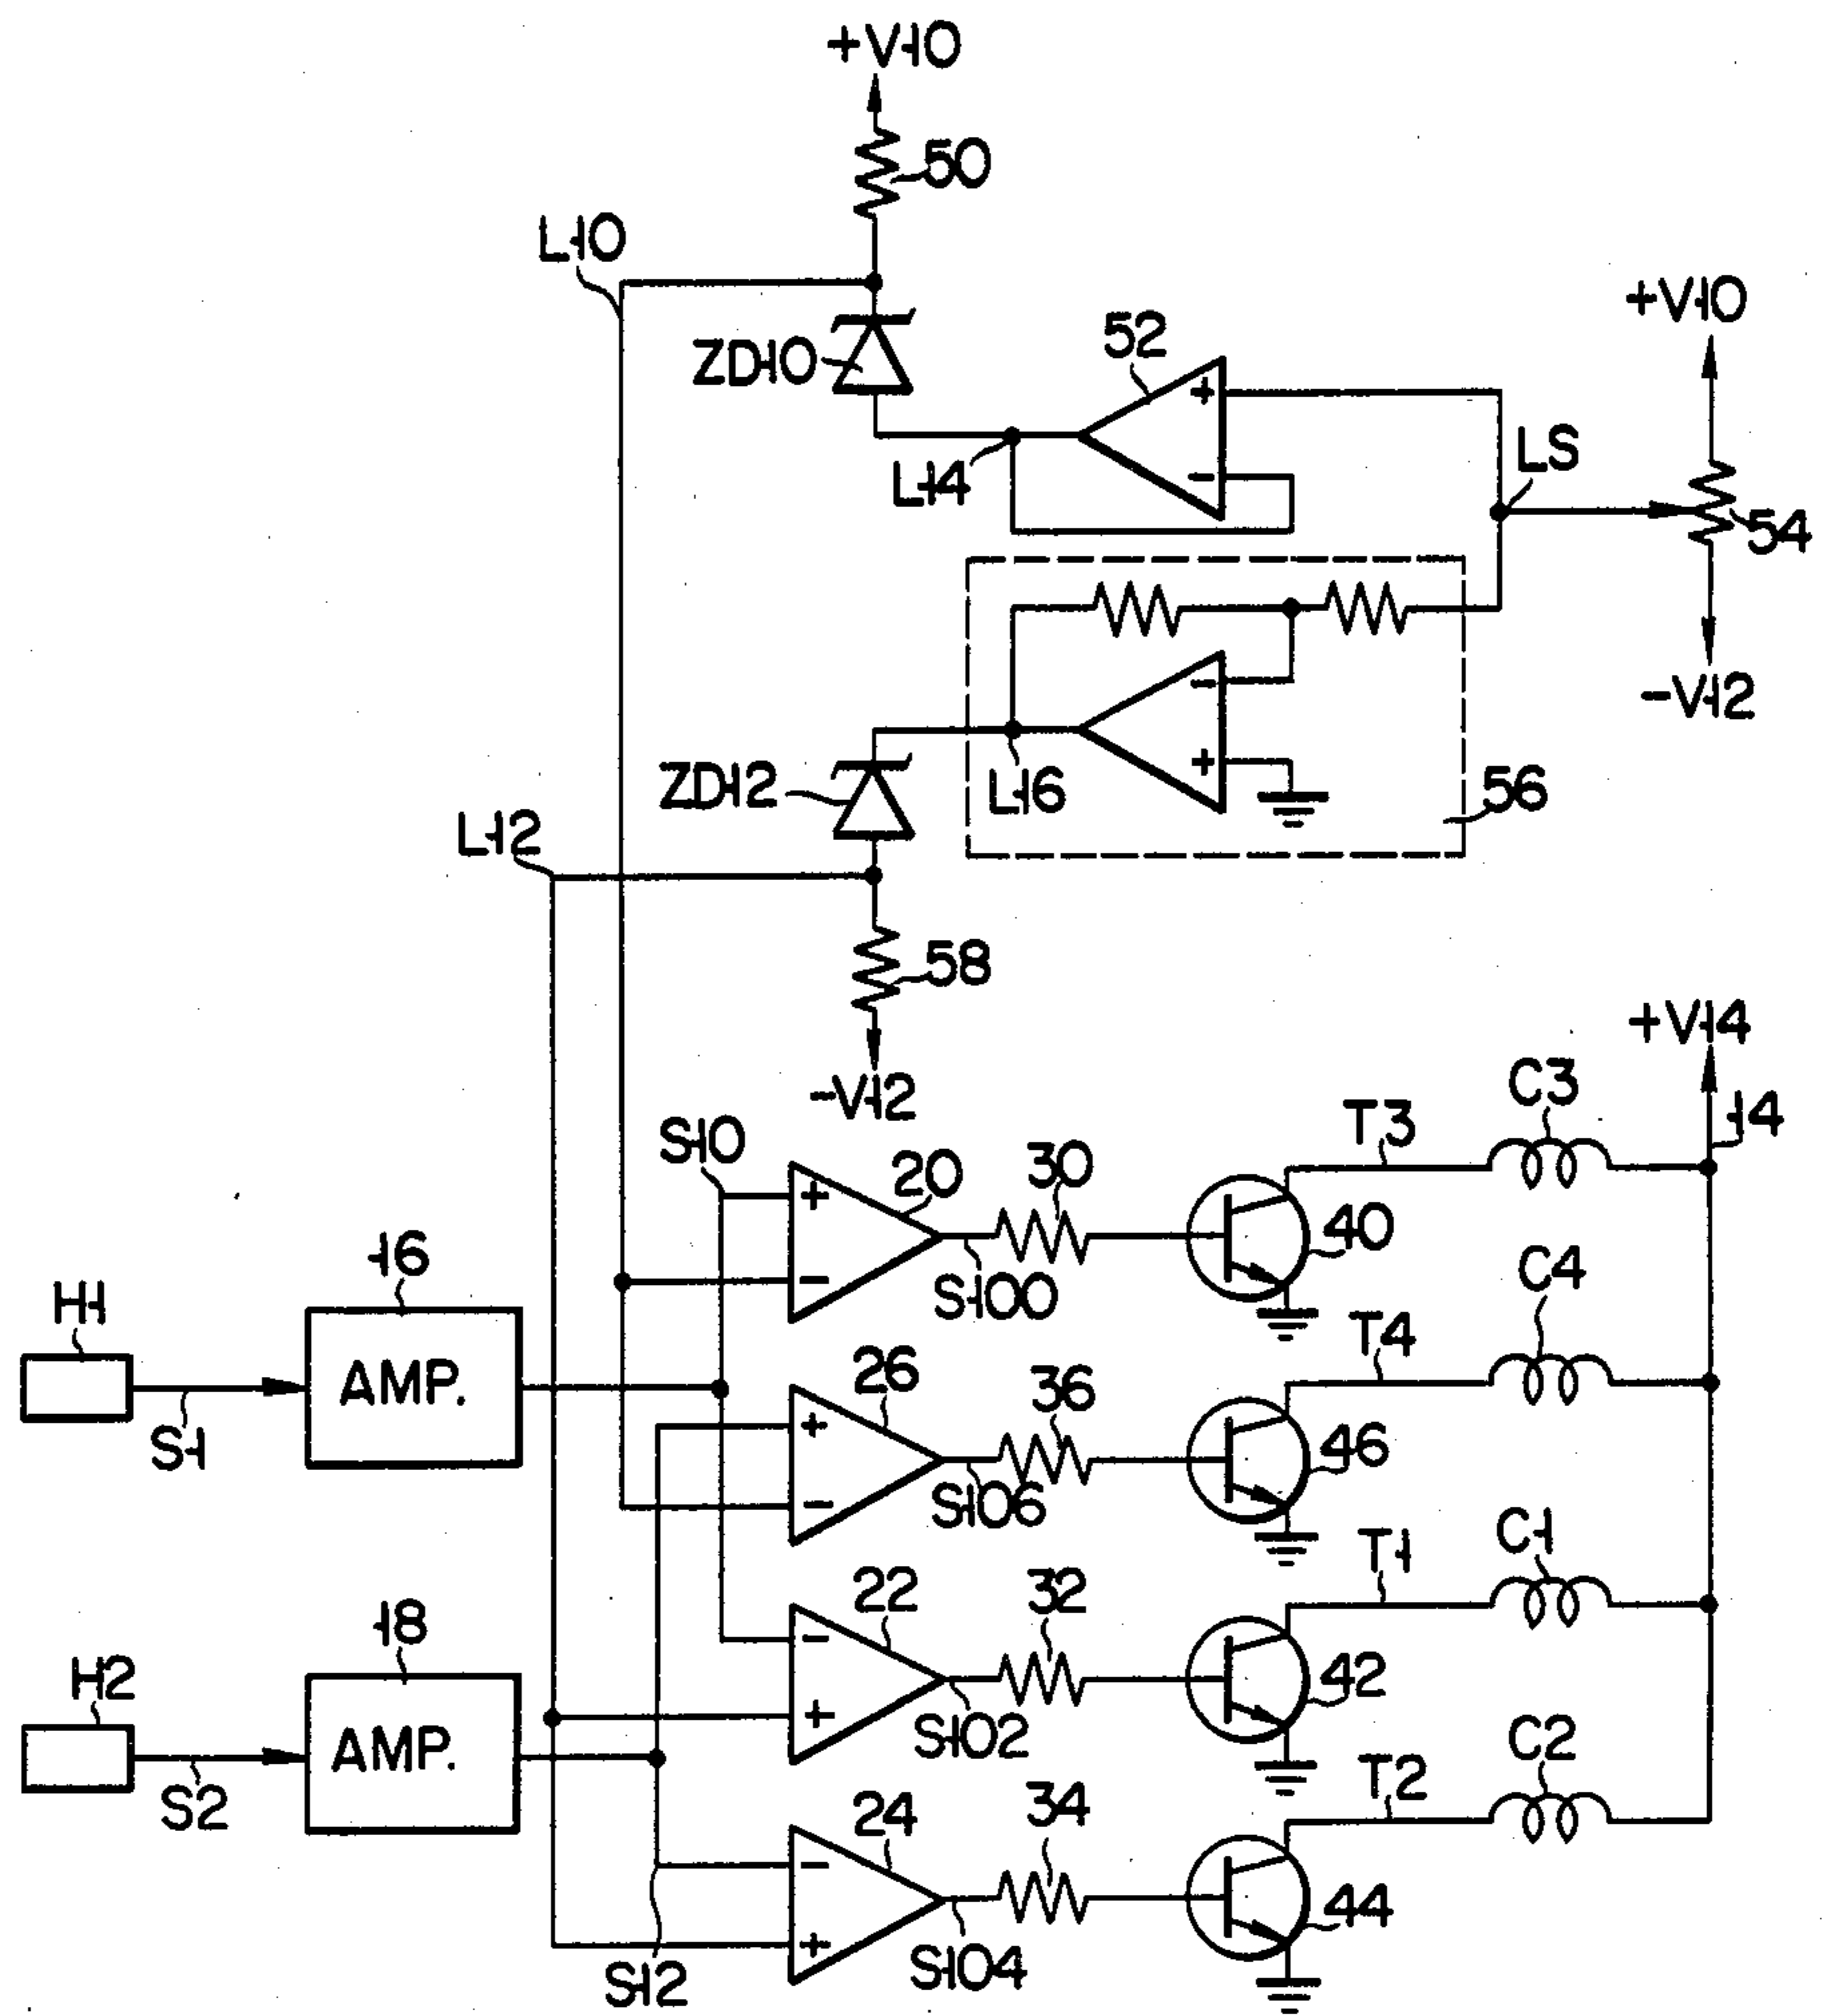 +V10
50
L10
+V10
52
ZD10
+
LS
L14
-
54
-
-V12
ZD12
+
L16
56
L12
58
+V14
C3
-V12
14
T3
S10
20
30
+
40
16
C4
-
S100
H1
T4
26
36
AMP.
+
46
S1
C1
-
S106
T1
22
32
18
-
42
H2
C2
+
S102
T2
AMP.
24
34
S2
-
44
+
S104
S12